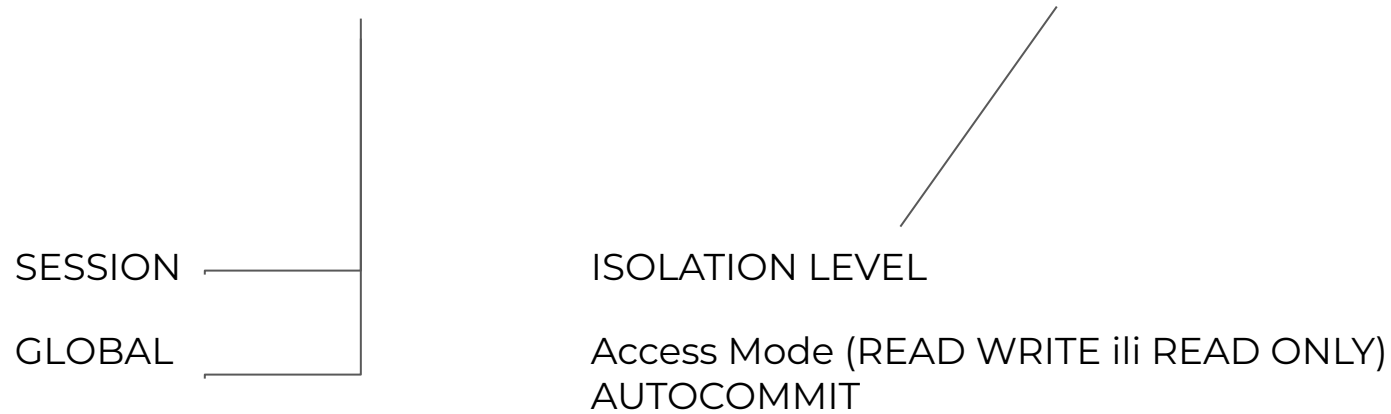 SESSION
GLOBAL
ISOLATION LEVEL
Access Mode (READ WRITE ili READ ONLY)
AUTOCOMMIT